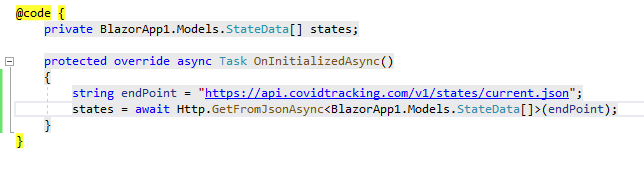 @code {
private BlazorApp1.Models.StateData[] states;
protected override async Task OnInitializedAsync()
{
string endPoint = "https://api.covidtracking.com/v1/states/current.json";
states = await Http.GetFromJsonAsync<BlazorApp1.Models.StateData[]>(endPoint);
}
}